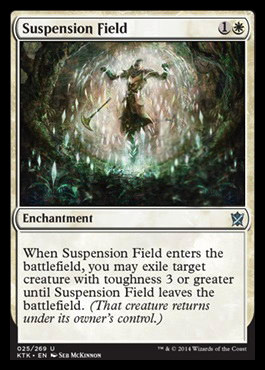 Suspension Field 1
Enchantment
When Suspension Field enters the
battlefield, you may exile target
creature with toughness 3 or greater
until Suspension Field leaves the
battlefield. (That creature returns
under its owner's control.)
025/269 U
KTK • EN Seb McKinnon
™ & © 2014 Wizards of the Coast